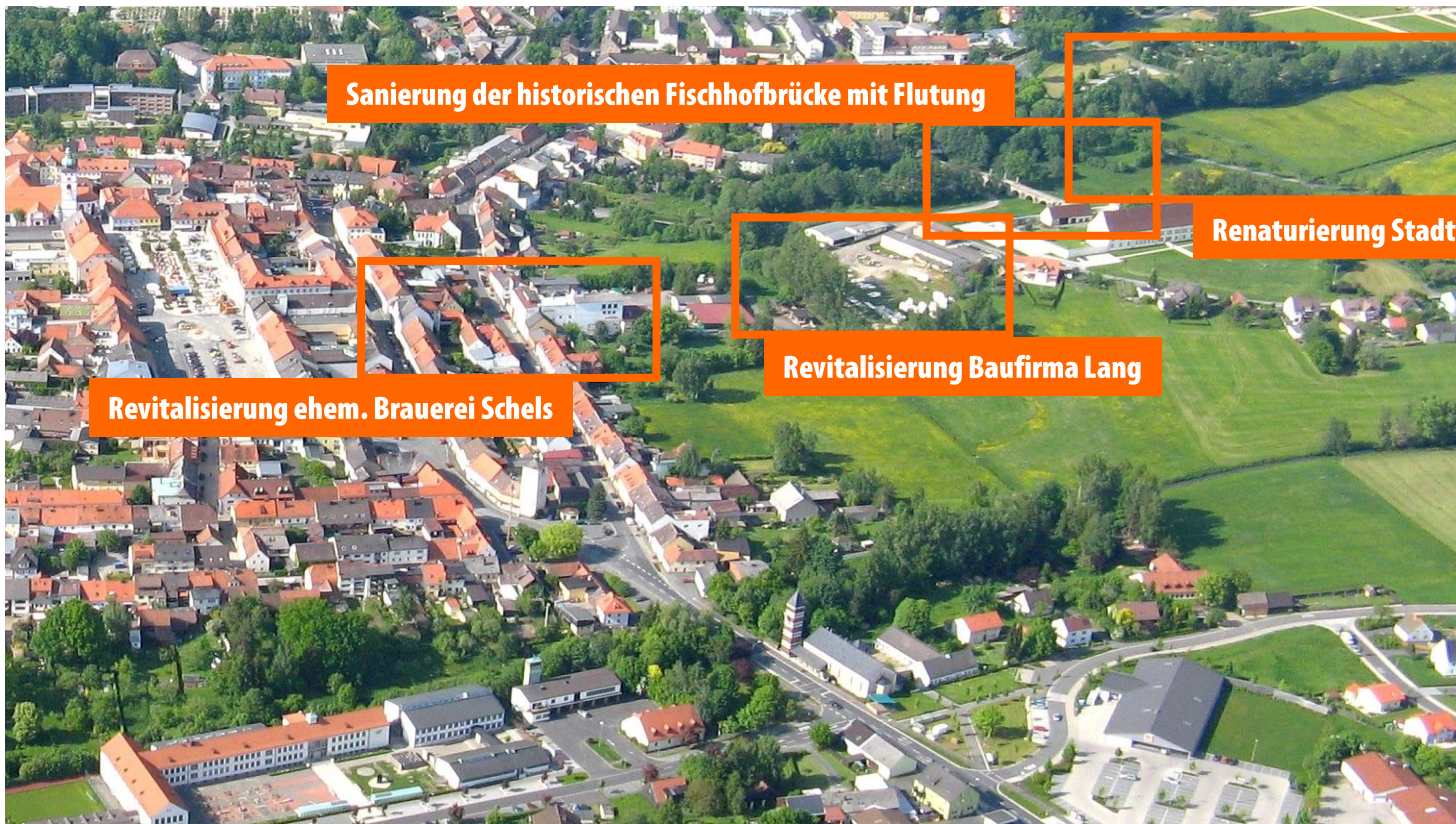 Sanierung der historischen Fischhofbrücke mit Flutung
Renaturierung Stadt
Revitalisierung Baufirma Lang
Revitalisierung ehem. Brauerei Schels